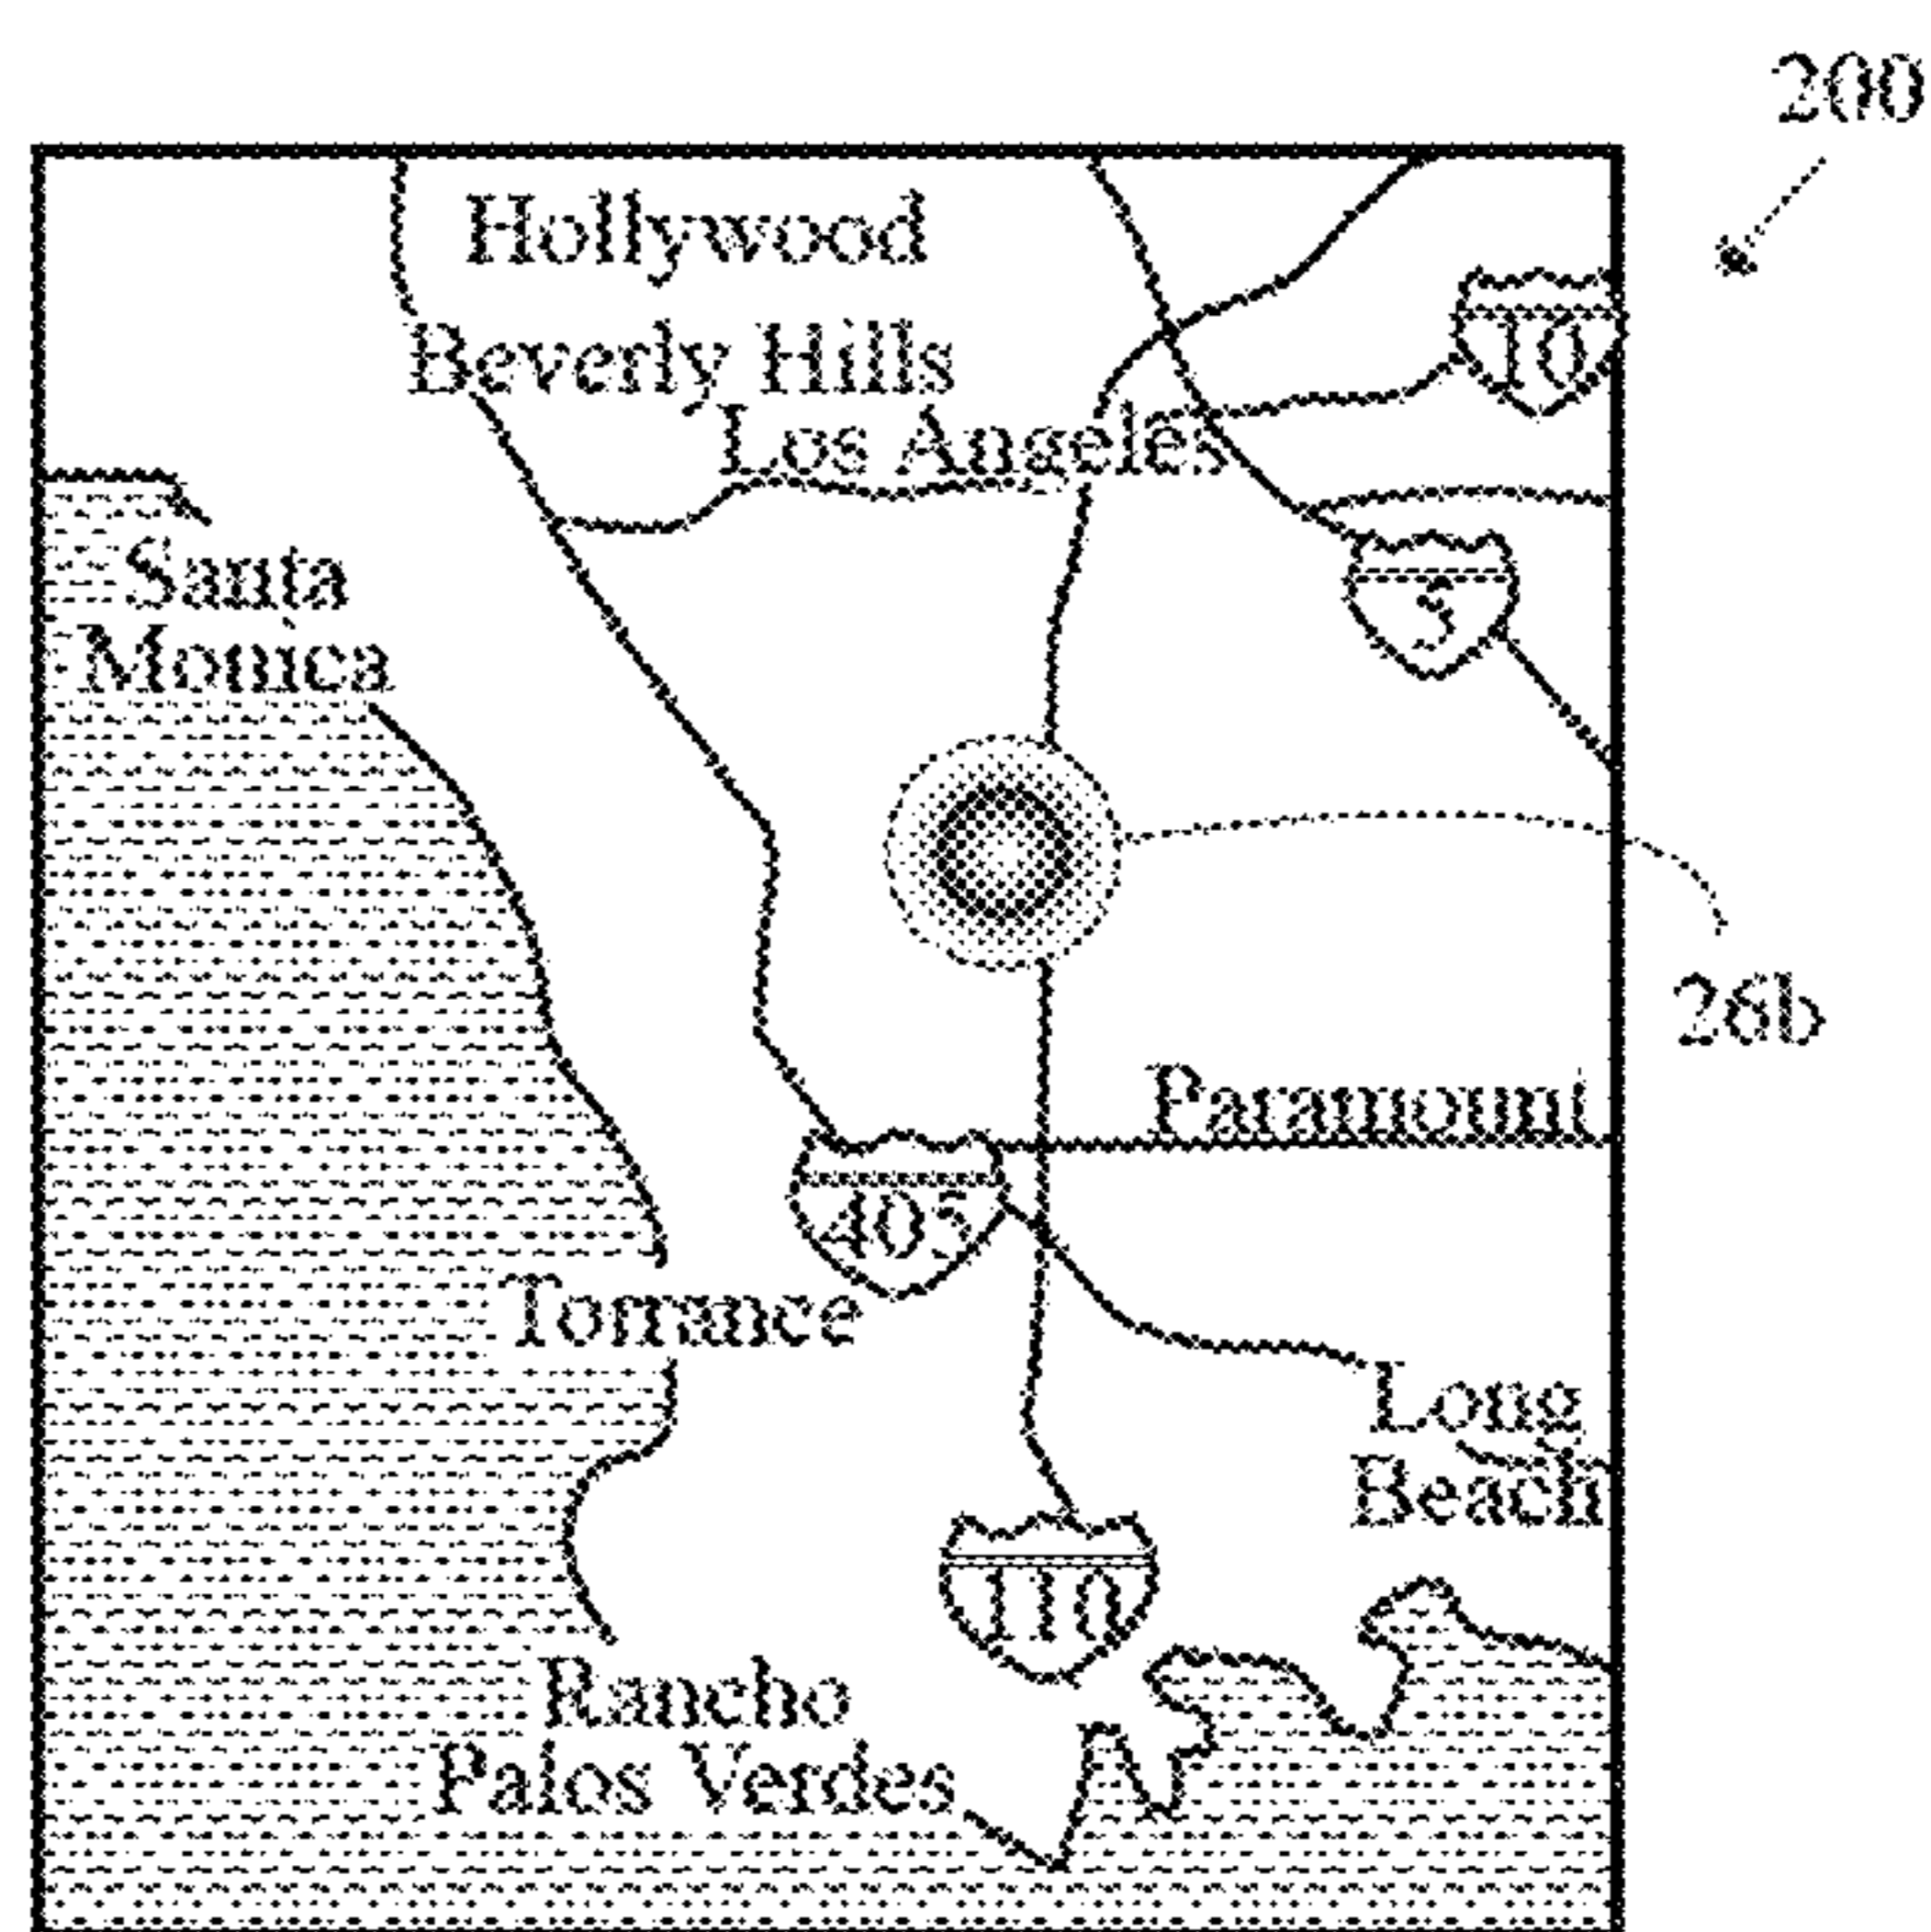 200
Hollywood
10
Beverly Hills
Los Angeles
5
Santa
Monica
26b
Paramount
405
Torrance
Long
Beach
110
Rancho
Palos Verdes